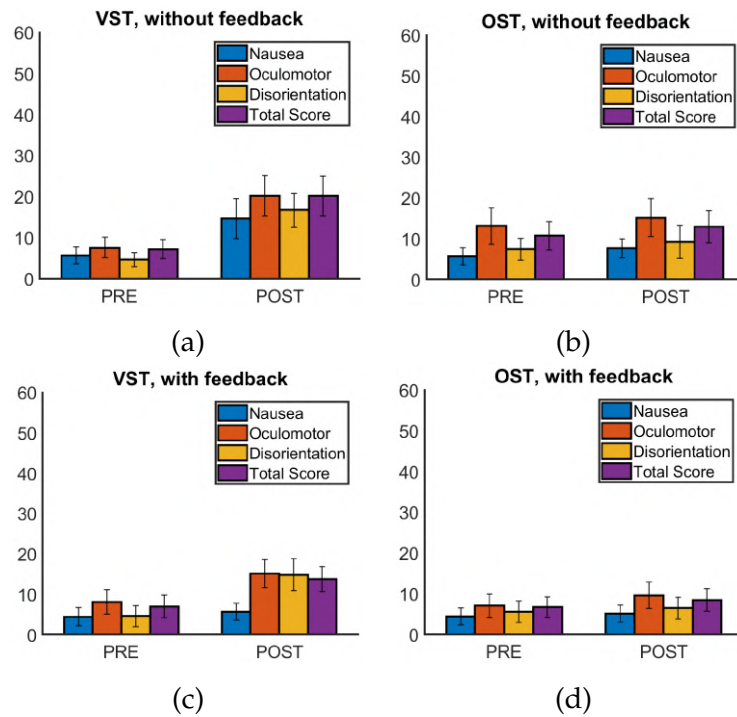 VST, without feedback
60
50
40
30
20
10
0
Nausea
Oculomotor
Disorientation
Total Score
PRE
POST
(a)
OST, without feedback
60
50
40
30
20
10
0
Nausea
Oculomotor
Disorientation
Total Score
PRE
POST
(b)
VST, with feedback
60
50
40
30
20
10
0
Nausea
Oculomotor
Disorientation
Total Score
PRE
POST
(c)
OST, with feedback
60
50
40
30
20
10
0
Nausea
Oculomotor
Disorientation
Total Score
PRE
POST
(d)